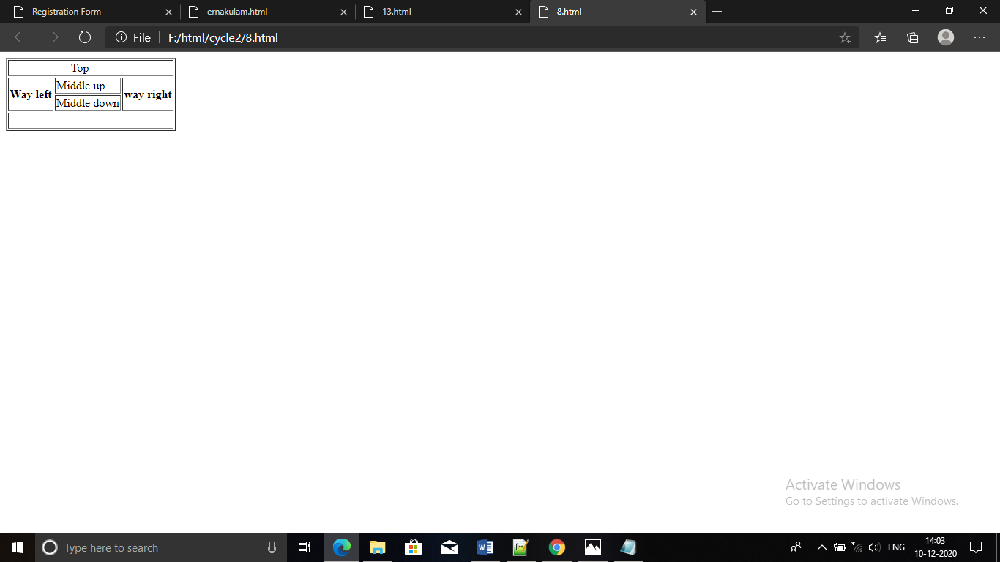 Registration Form
ernakulam.html
13.html
8.html
File
F:/html/cycle2/8.html
Top
Way left
Middle up
way right
Middle down
Activate Windows
Go to Settings to activate Windows.
Type here to search
ENG
14:03
10-12-2020